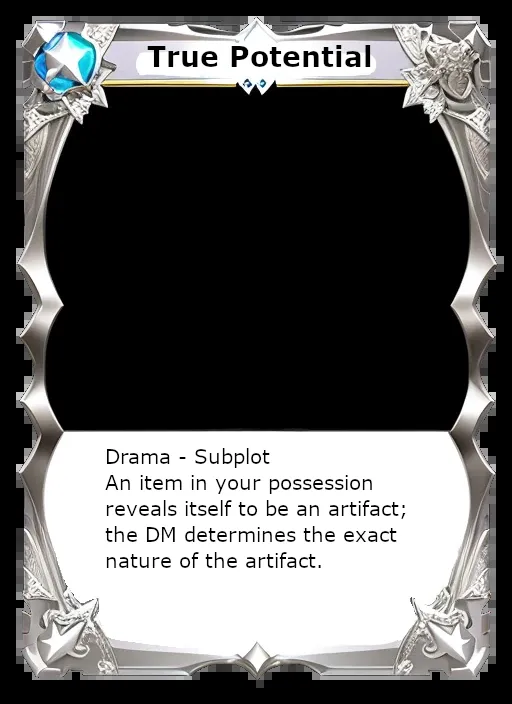 True Potential
Drama - Subplot
An item in your possession
reveals itself to be an artifact;
the DM determines the exact
nature of the artifact.